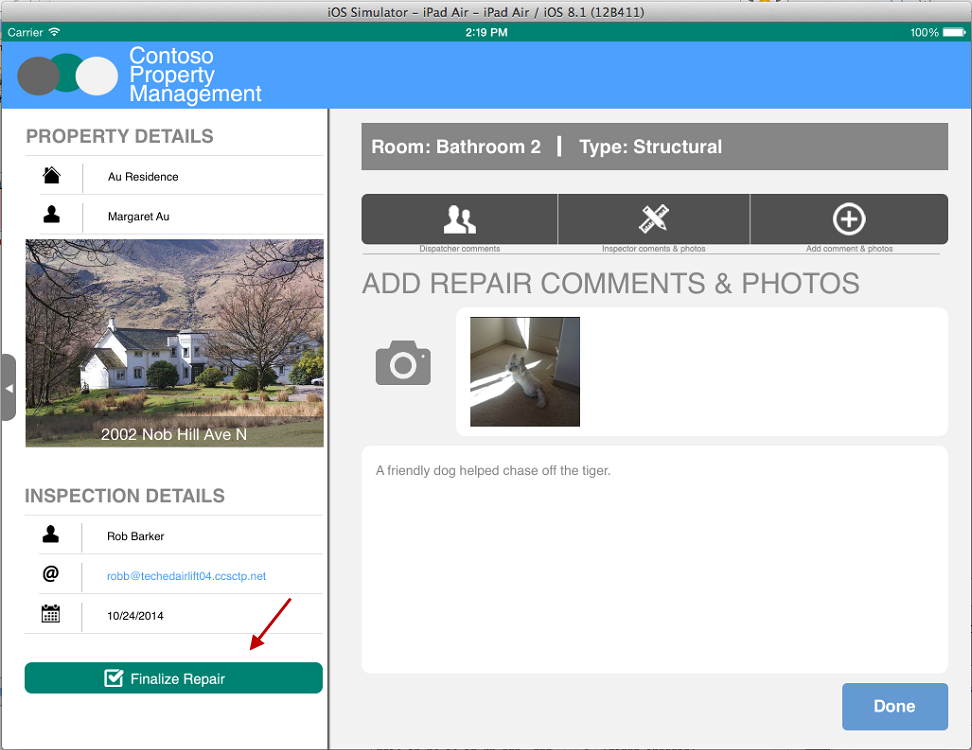 iOS Simulator – iPad Air – iPad Air / iOS 8.1 (12B411)
Carrier
2:19 PM
100%
Contoso
Property
Management
PROPERTY DETAILS
Au Residence
Margaret Au
2002 Nob Hill Ave N
INSPECTION DETAILS
Rob Barker
@
robb@techedairlift04.ccsctp.net
10/24/2014
Finalize Repair
Room: Bathroom 2 | Type: Structural
Dispatcher comments
Inspector coments & photos
Add comment & photos
ADD REPAIR COMMENTS & PHOTOS
A friendly dog helped chase off the tiger.
Done